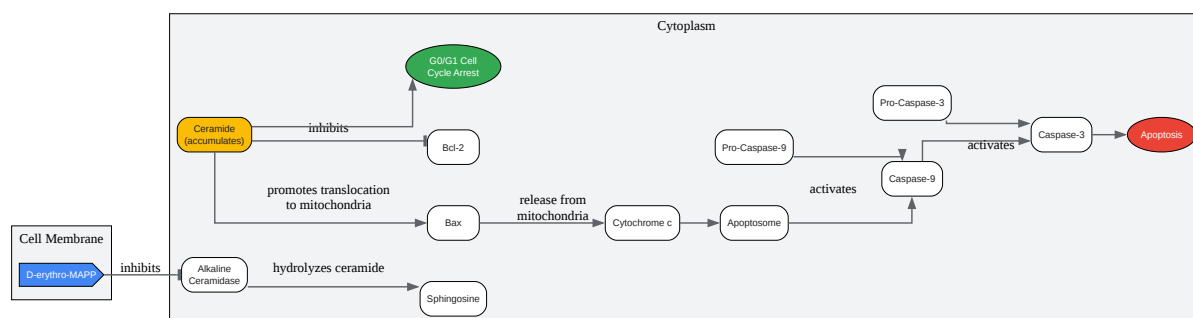 Cytoplasm
G0/G1 Cell
Cycle Arrest
Pro-Caspase-3
Ceramide
(accumulates)
inhibits
Bcl-2
Pro-Caspase-9
Caspase-3
Apoptosis
activates
Caspase-9
promotes translocation
to mitochondria
activates
release from
mitochondria
Bax
Cytochrome c
Apoptosome
Cell Membrane
D-erythro-MAPP
inhibits
Alkaline
Ceramidase
hydrolyzes ceramide
Sphingosine